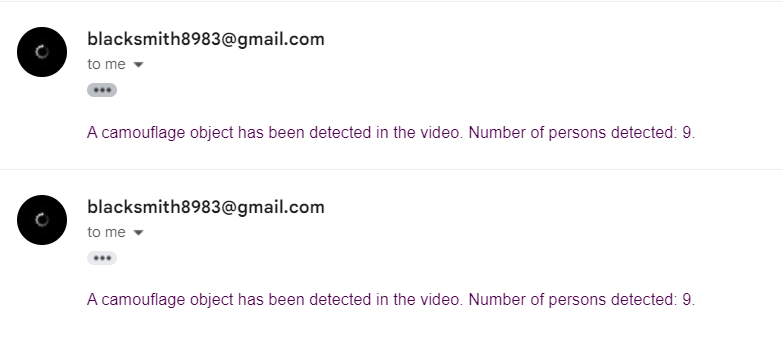 blacksmith8983@gmail.com
to me
A camouflage object has been detected in the video. Number of persons detected: 9.
blacksmith8983@gmail.com
to me
A camouflage object has been detected in the video. Number of persons detected: 9.